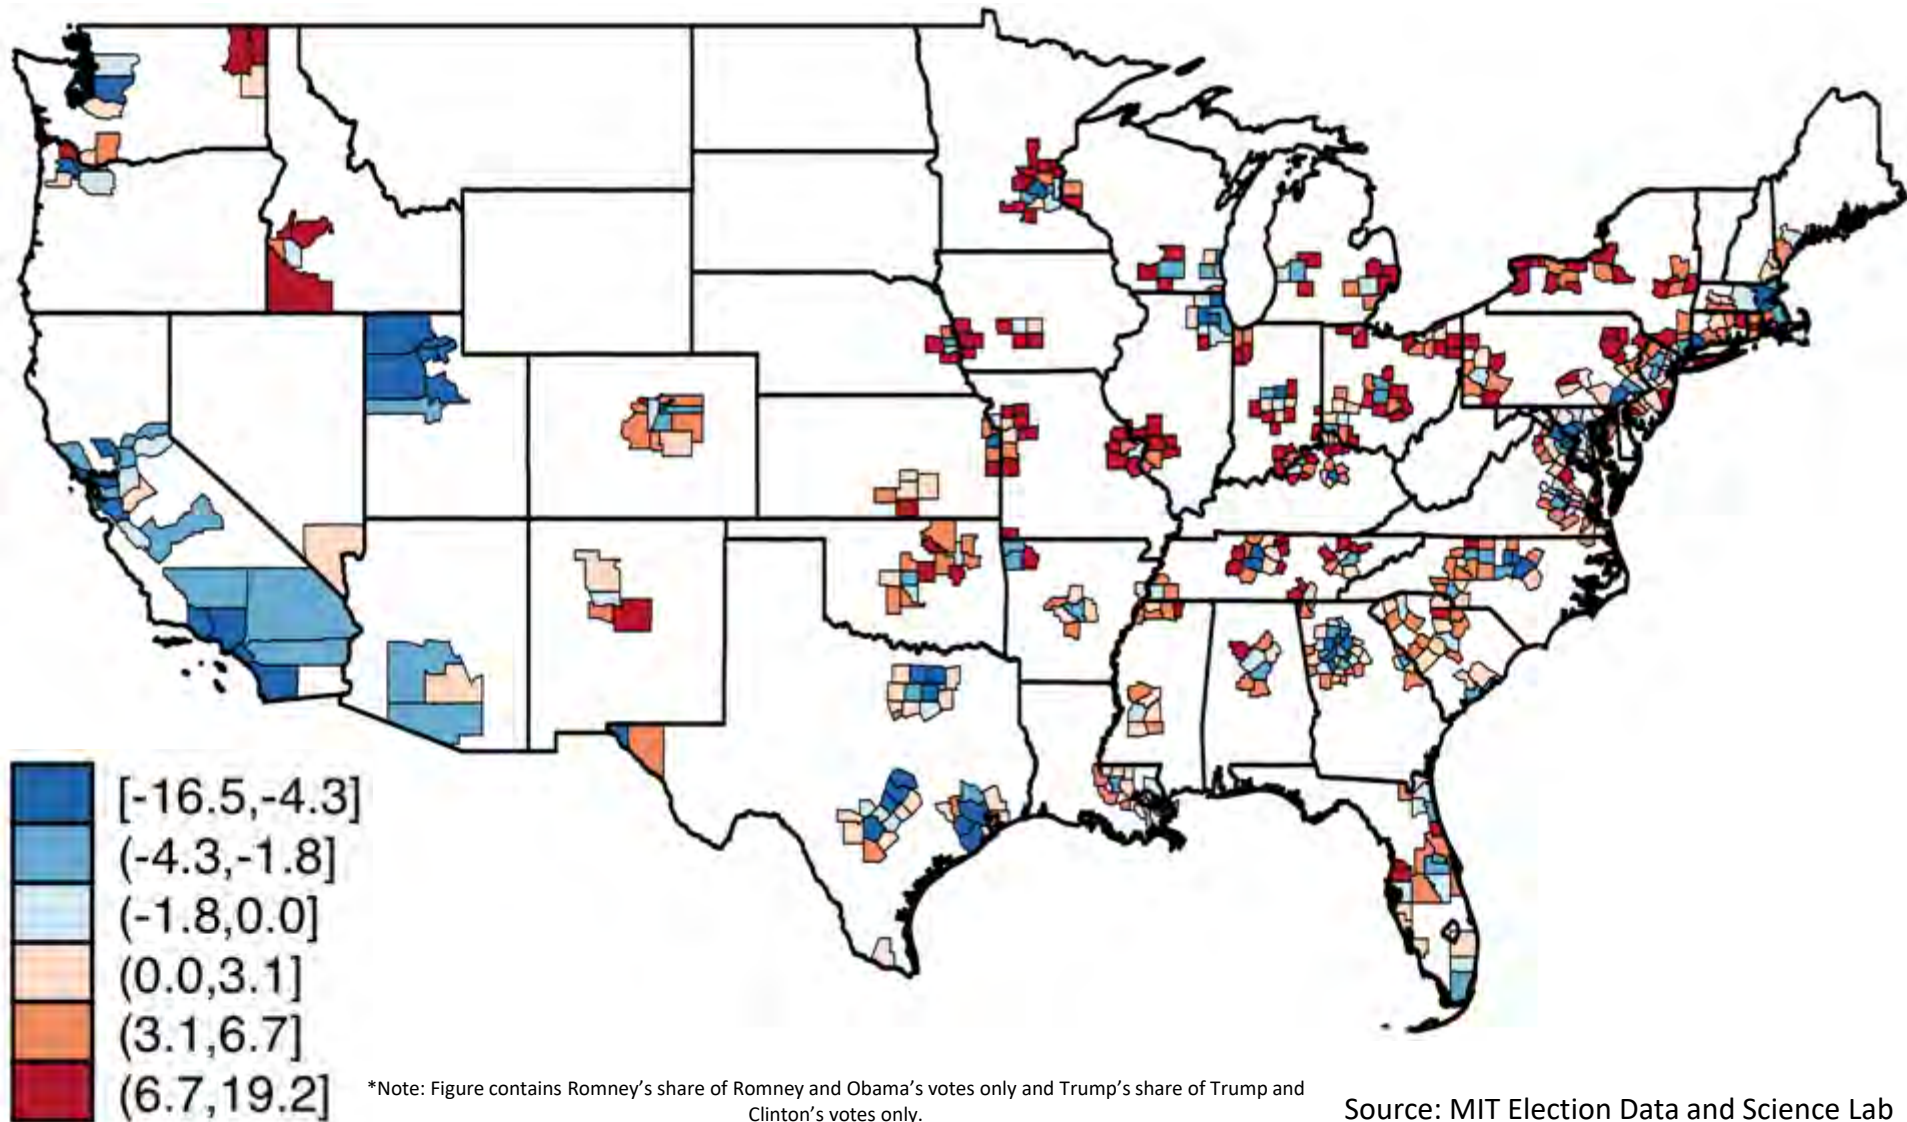 [-16.5,-4.3]
(-4.3,-1.8]
(-1.8,0.0]
(0.0,3.1]
(3.1,6.7]
(6.7,19.2]
*Note: Figure contains Romney’s share of Romney and Obama’s votes only and Trump’s share of Trump and
Clinton’s votes only.
Source: MIT Election Data and Science Lab